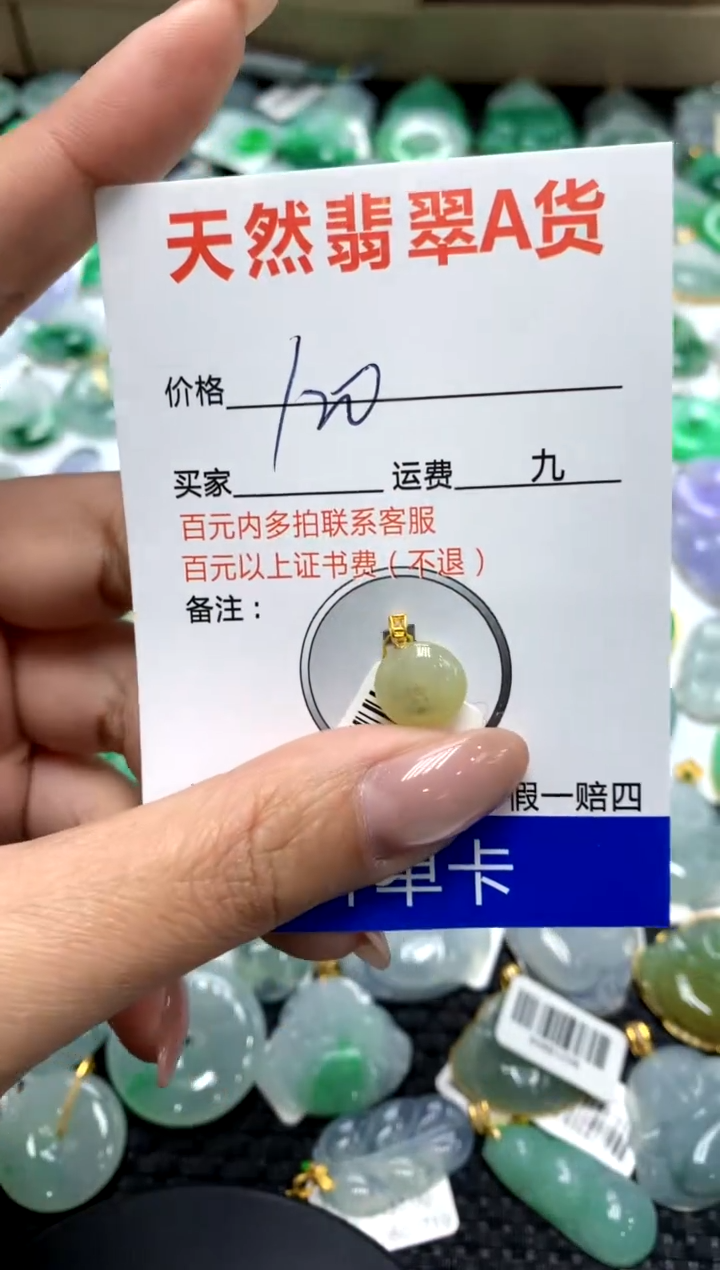 天然翡翠A货
价格 120
买家 运费 九
百元内多拍联系客服
百元以上证书费（不退）
备注：
假一赔四
单卡